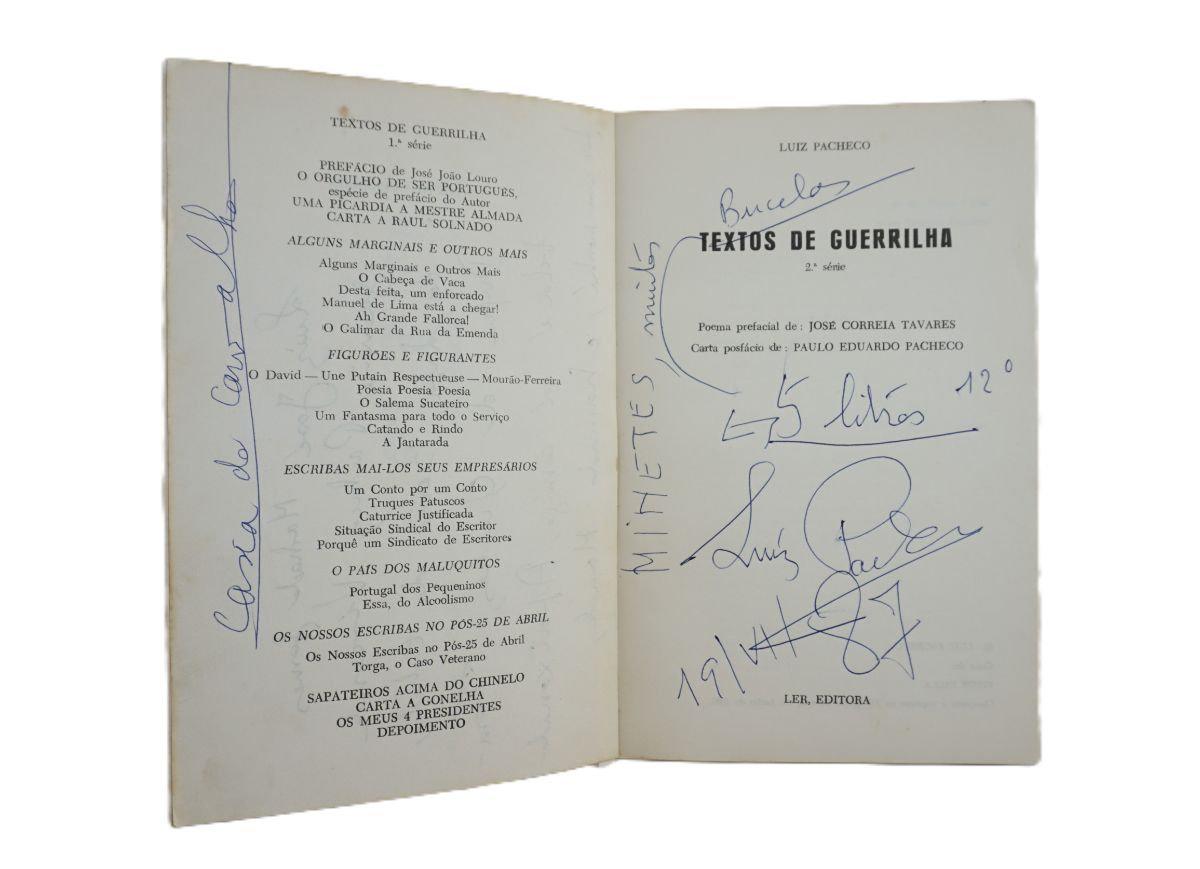 TEXTOS DE GUERRILHA
1.ª série
PREFÁCIO de José João Louro
O ORGULHO DE SER PORTUGUÊS,
espécie de prefácio do Autor
UMA PICARDIA A MESTRE ALMADA
CARTA A RAUL SOLNADO
ALGUNS MARGINAIS E OUTROS MAIS
Alguns Marginais e Outros Mais
O Cabeça de Vaca
Desta feita, um enforcado
Manuel de Lima está a chegar!
Ah Grande Fallorca!
O Galimar da Rua da Emenda
FIGURÕES E FIGURANTES
O David — Une Putain Respectueuse — Mourão-Ferreira
Poesia Poesia Poesia
O Salema Sucateiro
Um Fantasma para todo o Serviço
Catando e Rindo
A Jantarada
ESCRIBAS MAI-LOS SEUS EMPRESÁRIOS
Um Conto por um Conto
Truques Patuscos
Caturrice Justificada
Situação Sindical do Escritor
Porquê um Sindicato de Escritores
O PAÍS DOS MALUQUITOS
Portugal dos Pequeninos
Essa, do Alcoolismo
OS NOSSOS ESCRIBAS NO PÓS-25 DE ABRIL
Os Nossos Escribas no Pós-25 de Abril
Torga, o Caso Veterano
SAPATEIROS ACIMA DO CHINELO
CARTA A GONELHA
OS MEUS 4 PRESIDENTES
DEPOIMENTO
Casa do Carvalho
LUIZ PACHECO
Bucelas
TEXTOS DE GUERRILHA
2.ª série
Poema prefacial de: JOSÉ CORREIA TAVARES
Carta posfácio de: PAULO EDUARDO PACHECO
MINETES, muitos
5 litros 12º
Luiz Pacheco
19/VII/87
LER, EDITORA